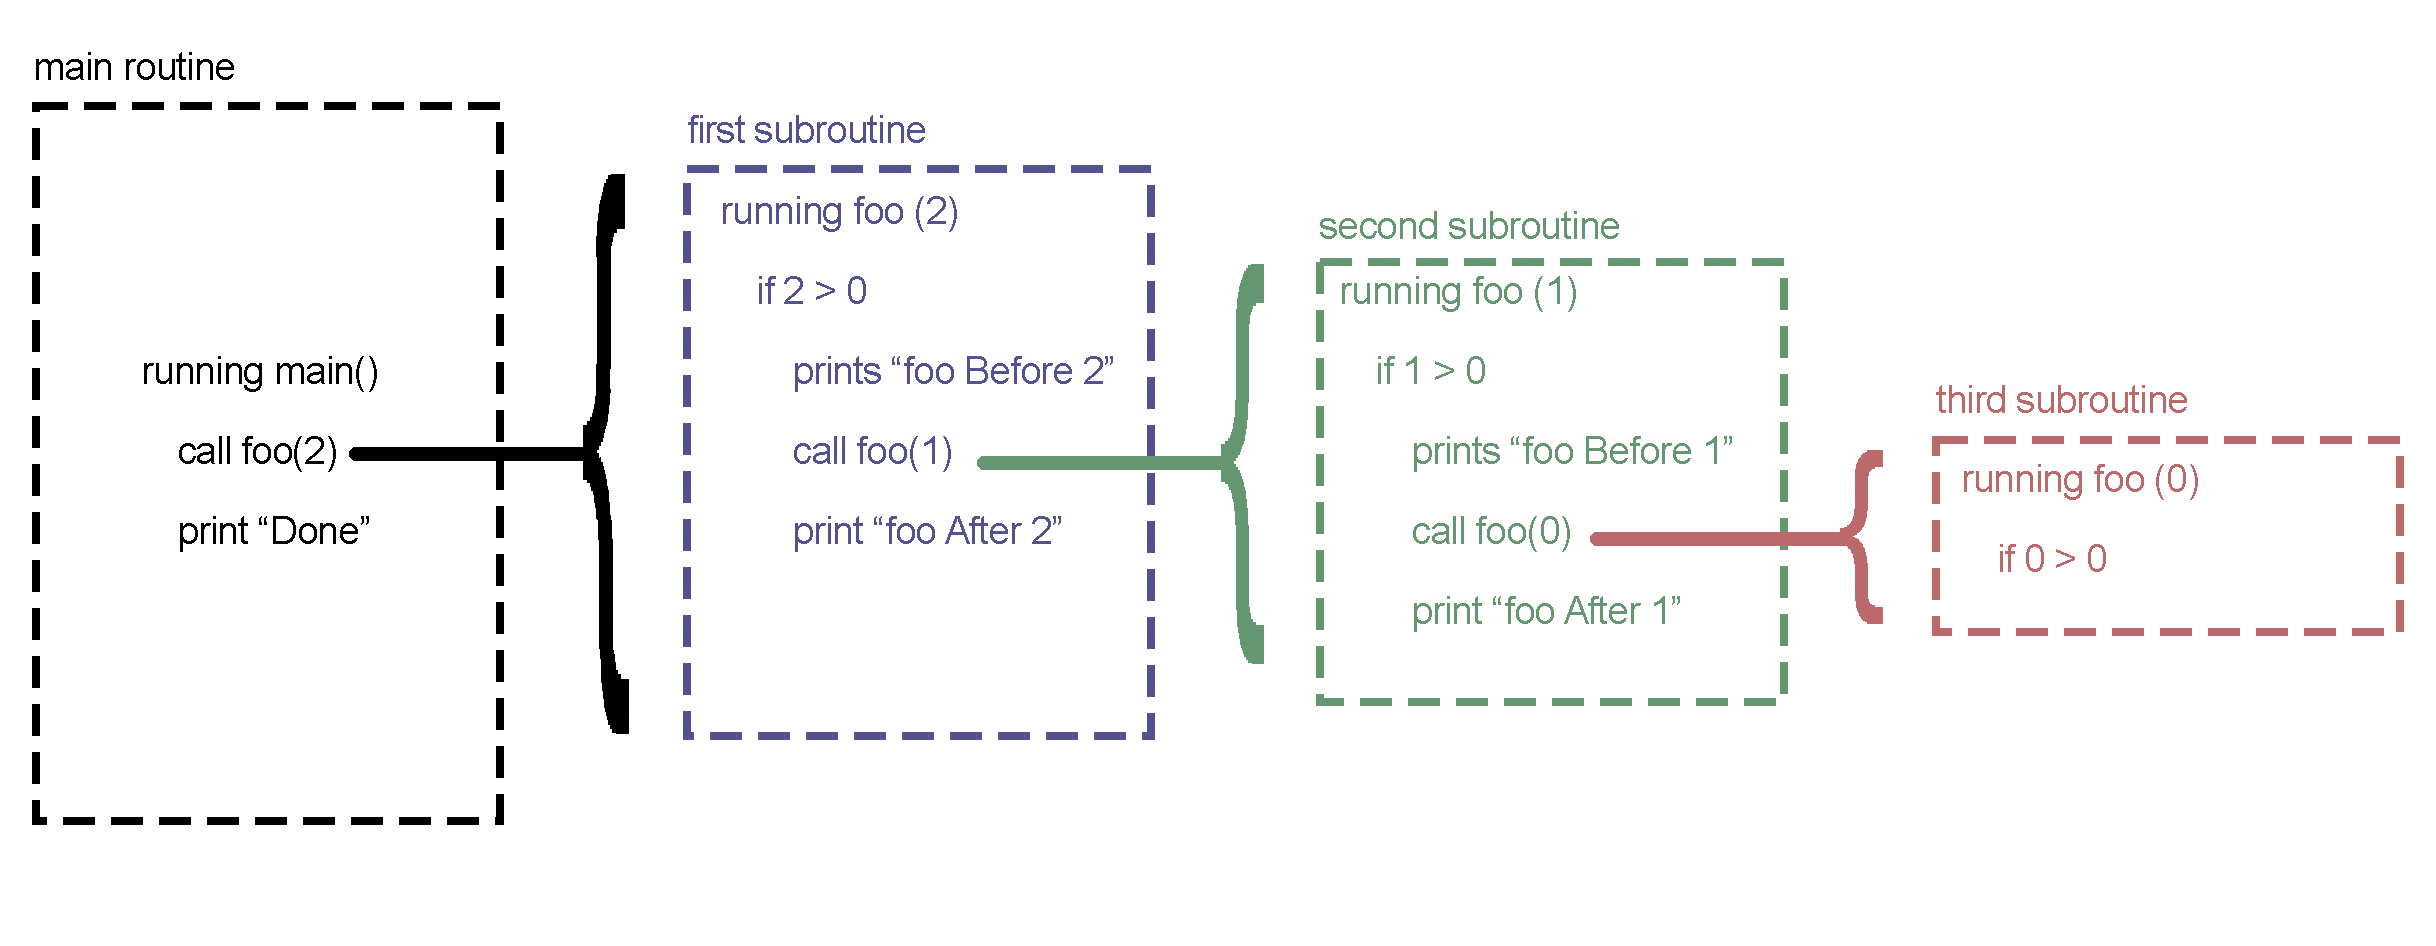 main routine
running main()
call foo(2)
print “Done”
first subroutine
running foo (2)
if 2 > 0
prints “foo Before 2”
call foo(1)
print “foo After 2”
second subroutine
running foo (1)
if 1 > 0
prints “foo Before 1”
call foo(0)
print “foo After 1”
third subroutine
running foo (0)
if 0 > 0